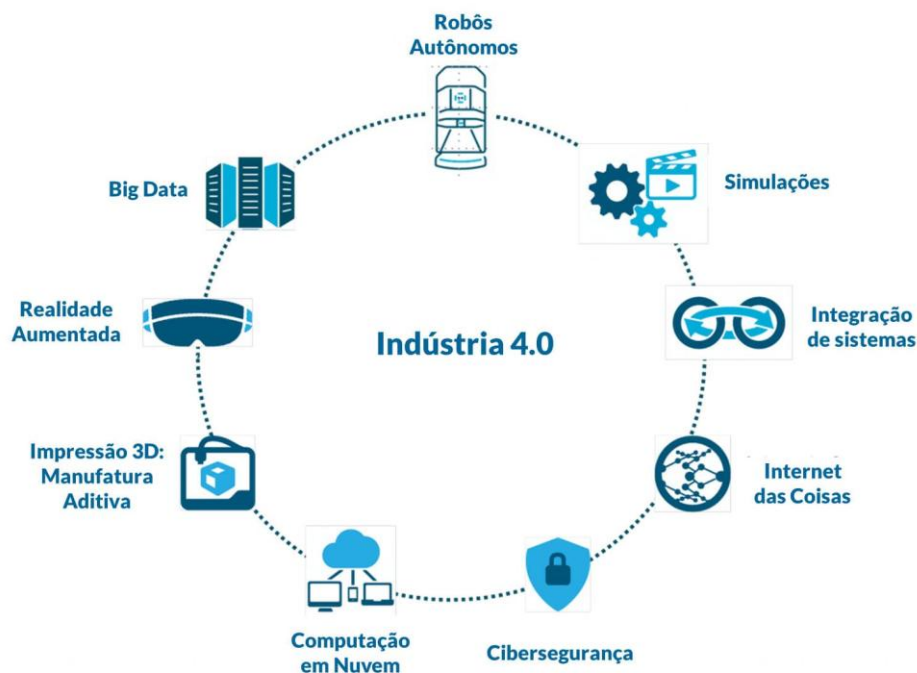 Robôs
Autônomos
Simulações
Integração
de sistemas
Internet
das Coisas
Cibersegurança
Computação
em Nuvem
Impressão 3D:
Manufatura
Aditiva
Realidade
Aumentada
Big Data
Indústria 4.0